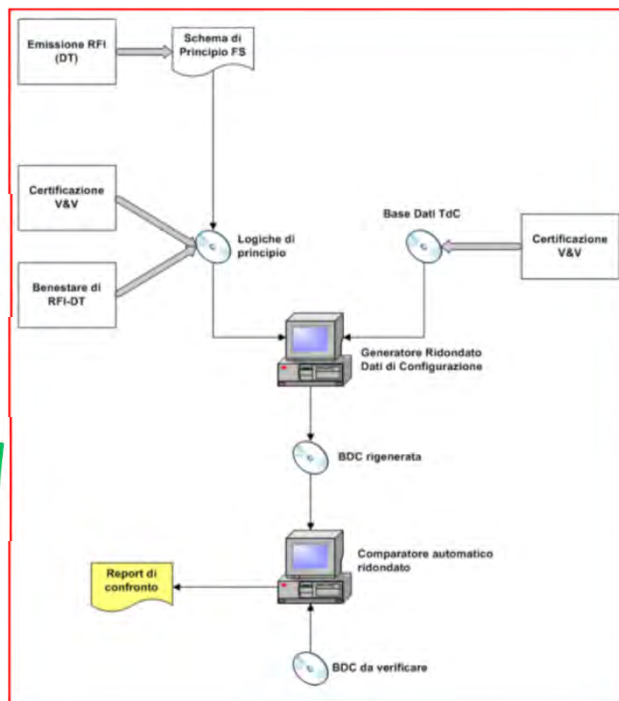 Emissione RFI
(DT)
Schema di
Principio FS
Certificazione
V&V
Logiche di
principio
Base Dati TdC
Certificazione
V&V
Benestare di
RFI-DT
Generatore Ridondato
Dati di Configurazione
BDC rigenerata
Comparatore automatico
ridondato
Report di
confronto
BDC da verificare